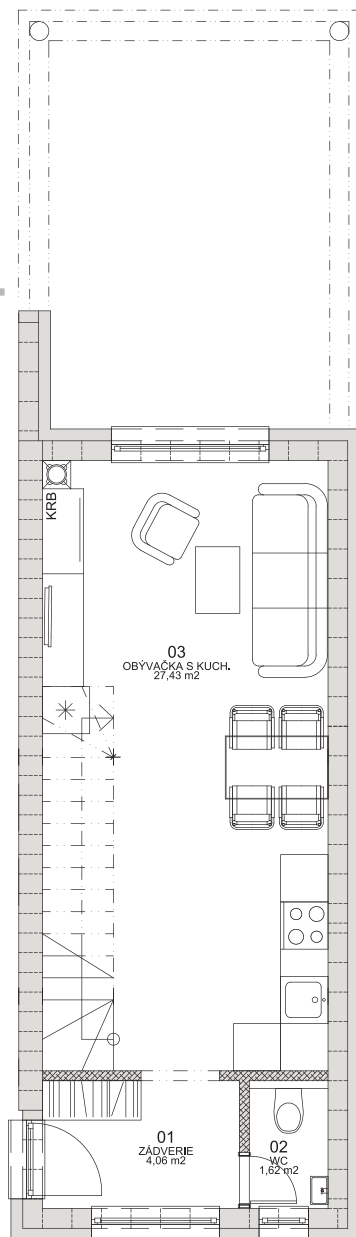 KRB
03
OBÝVAČKA S KUCH.
27,43 m2
01
ZÁDVERIE
4,06 m2
02
WC
1,62 m2